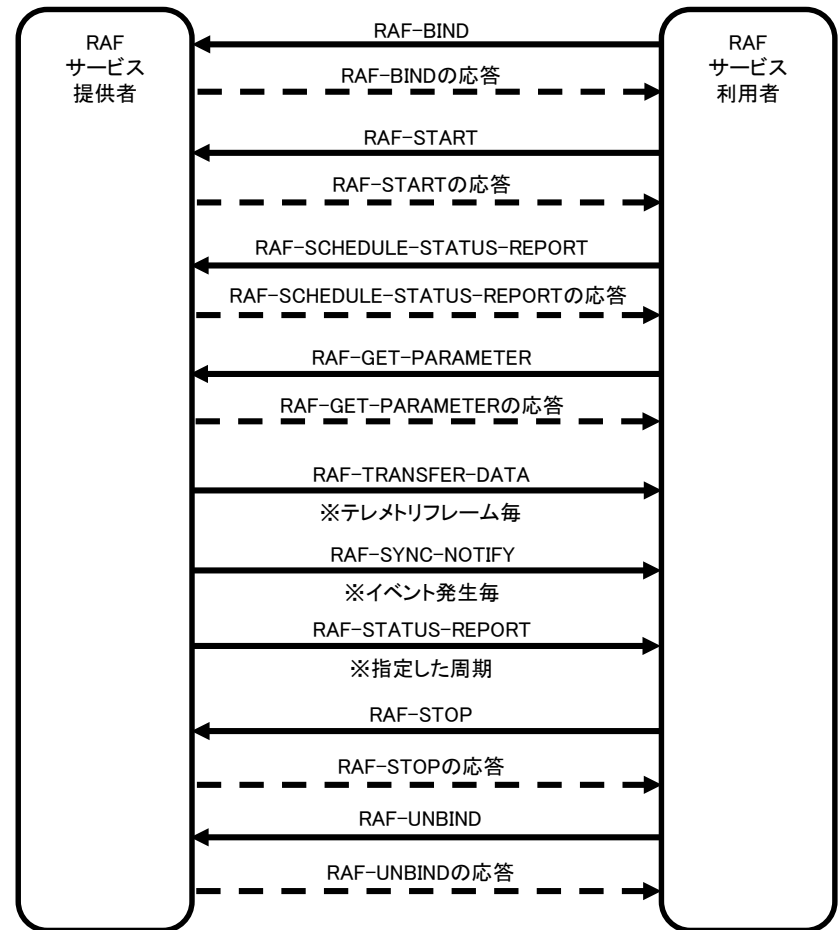 RAF
サービス
提供者
RAF
サービス
利用者
RAF-BIND
RAF-BINDの応答
RAF-START
RAF-STARTの応答
RAF-SCHEDULE-STATUS-REPORT
RAF-SCHEDULE-STATUS-REPORTの応答
RAF-GET-PARAMETER
RAF-GET-PARAMETERの応答
RAF-TRANSFER-DATA
※テレメトリフレーム毎
RAF-SYNC-NOTIFY
※イベント発生毎
RAF-STATUS-REPORT
※指定した周期
RAF-STOP
RAF-STOPの応答
RAF-UNBIND
RAF-UNBINDの応答